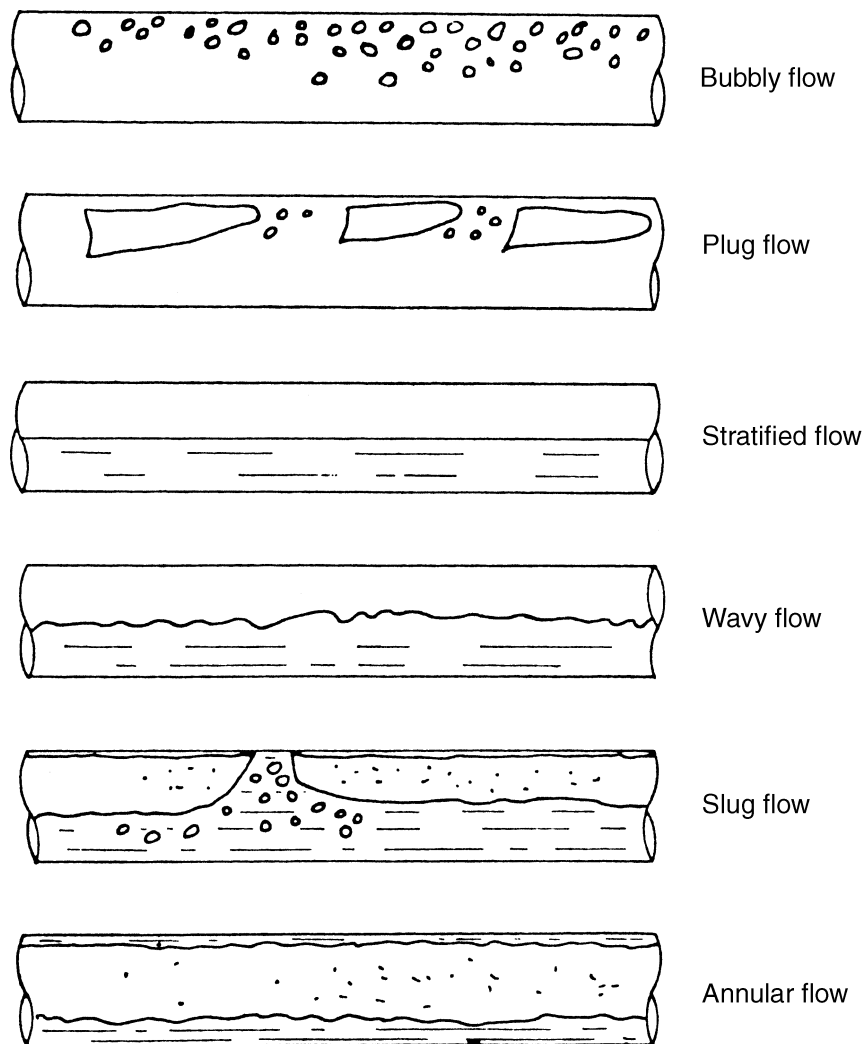 Bubbly flow
Plug flow
Stratified flow
Wavy flow
Slug flow
Annular flow